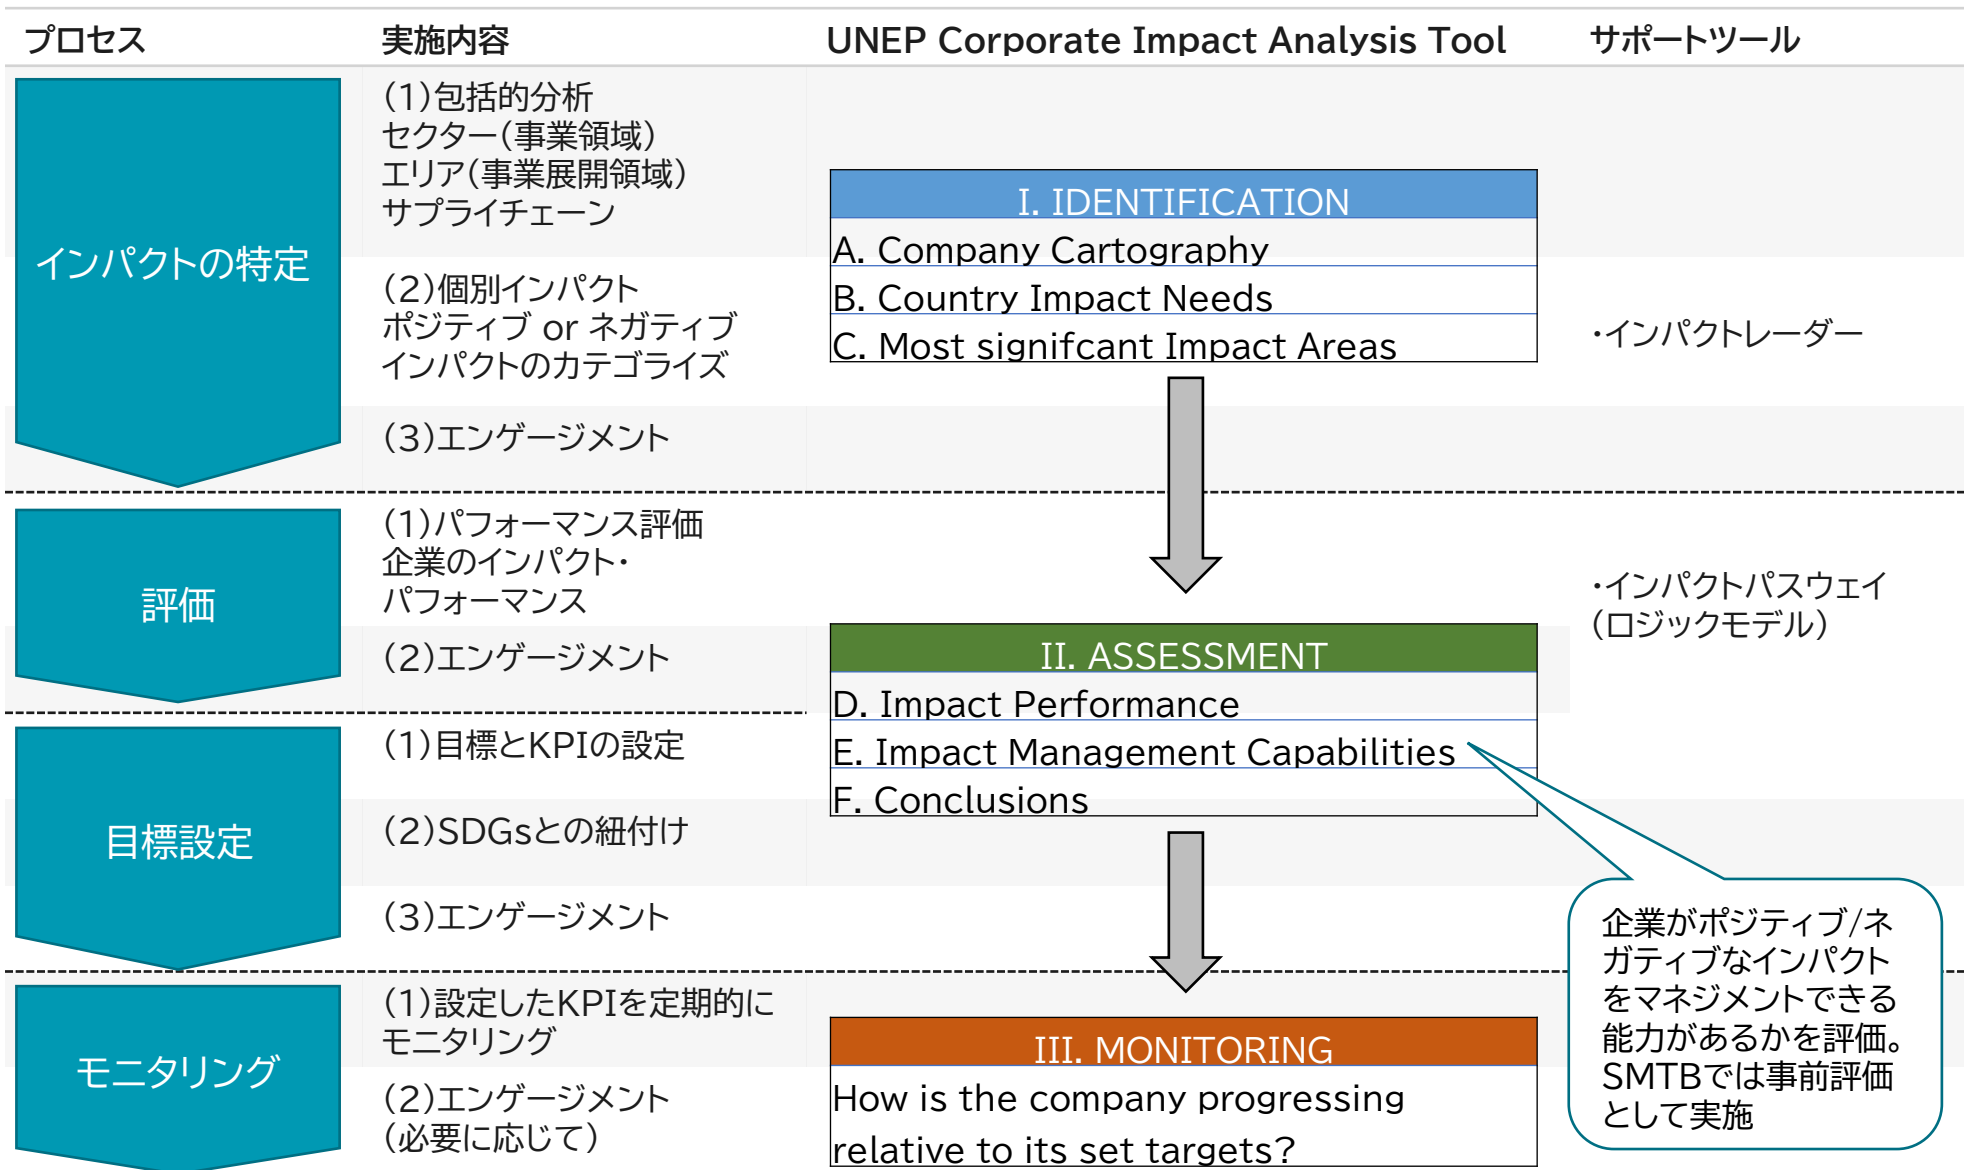 プロセス
実施内容
UNEP Corporate Impact Analysis Tool
サポートツール
インパクトの特定
(1)包括的分析
セクター(事業領域)
エリア(事業展開領域)
サプライチェーン
(2)個別インパクト
ポジティブ or ネガティブ
インパクトのカテゴライズ
(3)エンゲージメント
I. IDENTIFICATION
A. Company Cartography
B. Country Impact Needs
C. Most signifcant Impact Areas
・インパクトレーダー
評価
(1)パフォーマンス評価
企業のインパクト・
パフォーマンス
(2)エンゲージメント
・インパクトパスウェイ
(ロジックモデル)
II. ASSESSMENT
D. Impact Performance
E. Impact Management Capabilities
F. Conclusions
目標設定
(1)目標とKPIの設定
(2)SDGsとの紐付け
(3)エンゲージメント
企業がポジティブ/ネ
ガティブなインパクト
をマネジメントできる
能力があるかを評価。
SMTBでは事前評価
として実施
モニタリング
(1)設定したKPIを定期的に
モニタリング
(2)エンゲージメント
(必要に応じて)
III. MONITORING
How is the company progressing
relative to its set targets?